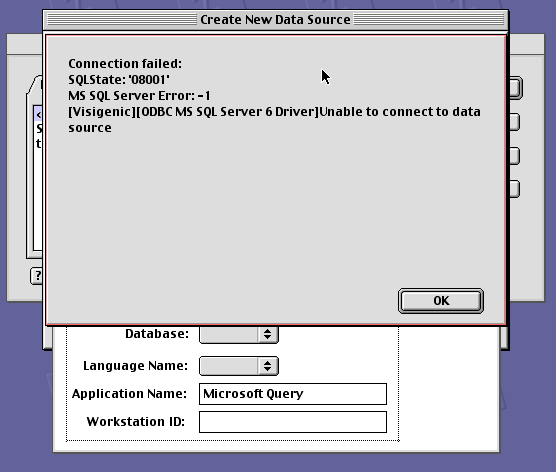 Create New Data Source
Connection failed:
SQLState: '08001'
MS SQL Server Error: -1
[Visigenic][ODBC MS SQL Server 6 Driver]Unable to connect to data
source
OK
<
S
t
?
Database:
Language Name:
Application Name: Microsoft Query
Workstation ID: